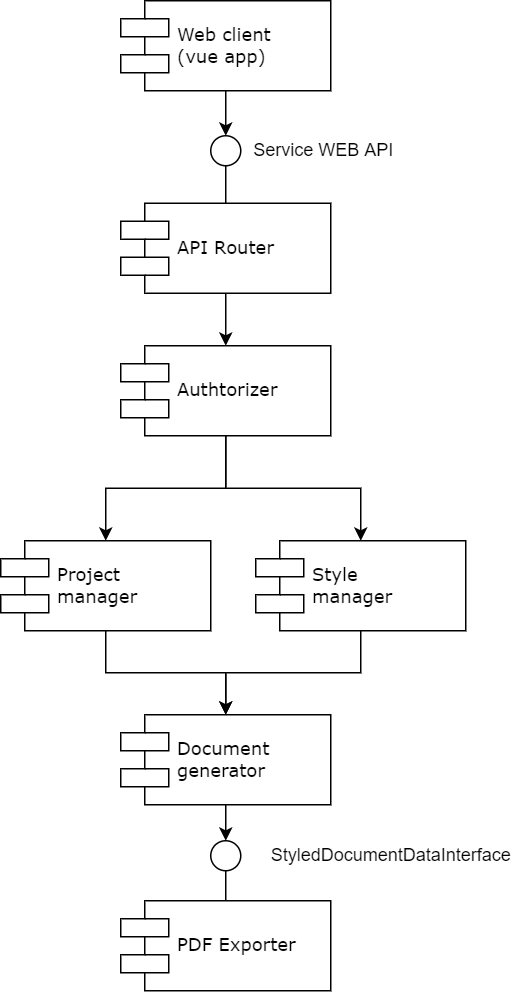 Web client
(vue app)
Service WEB API
API Router
Authtorizer
Project
manager
Style
manager
Document
generator
StyledDocumentDataInterface
PDF Exporter